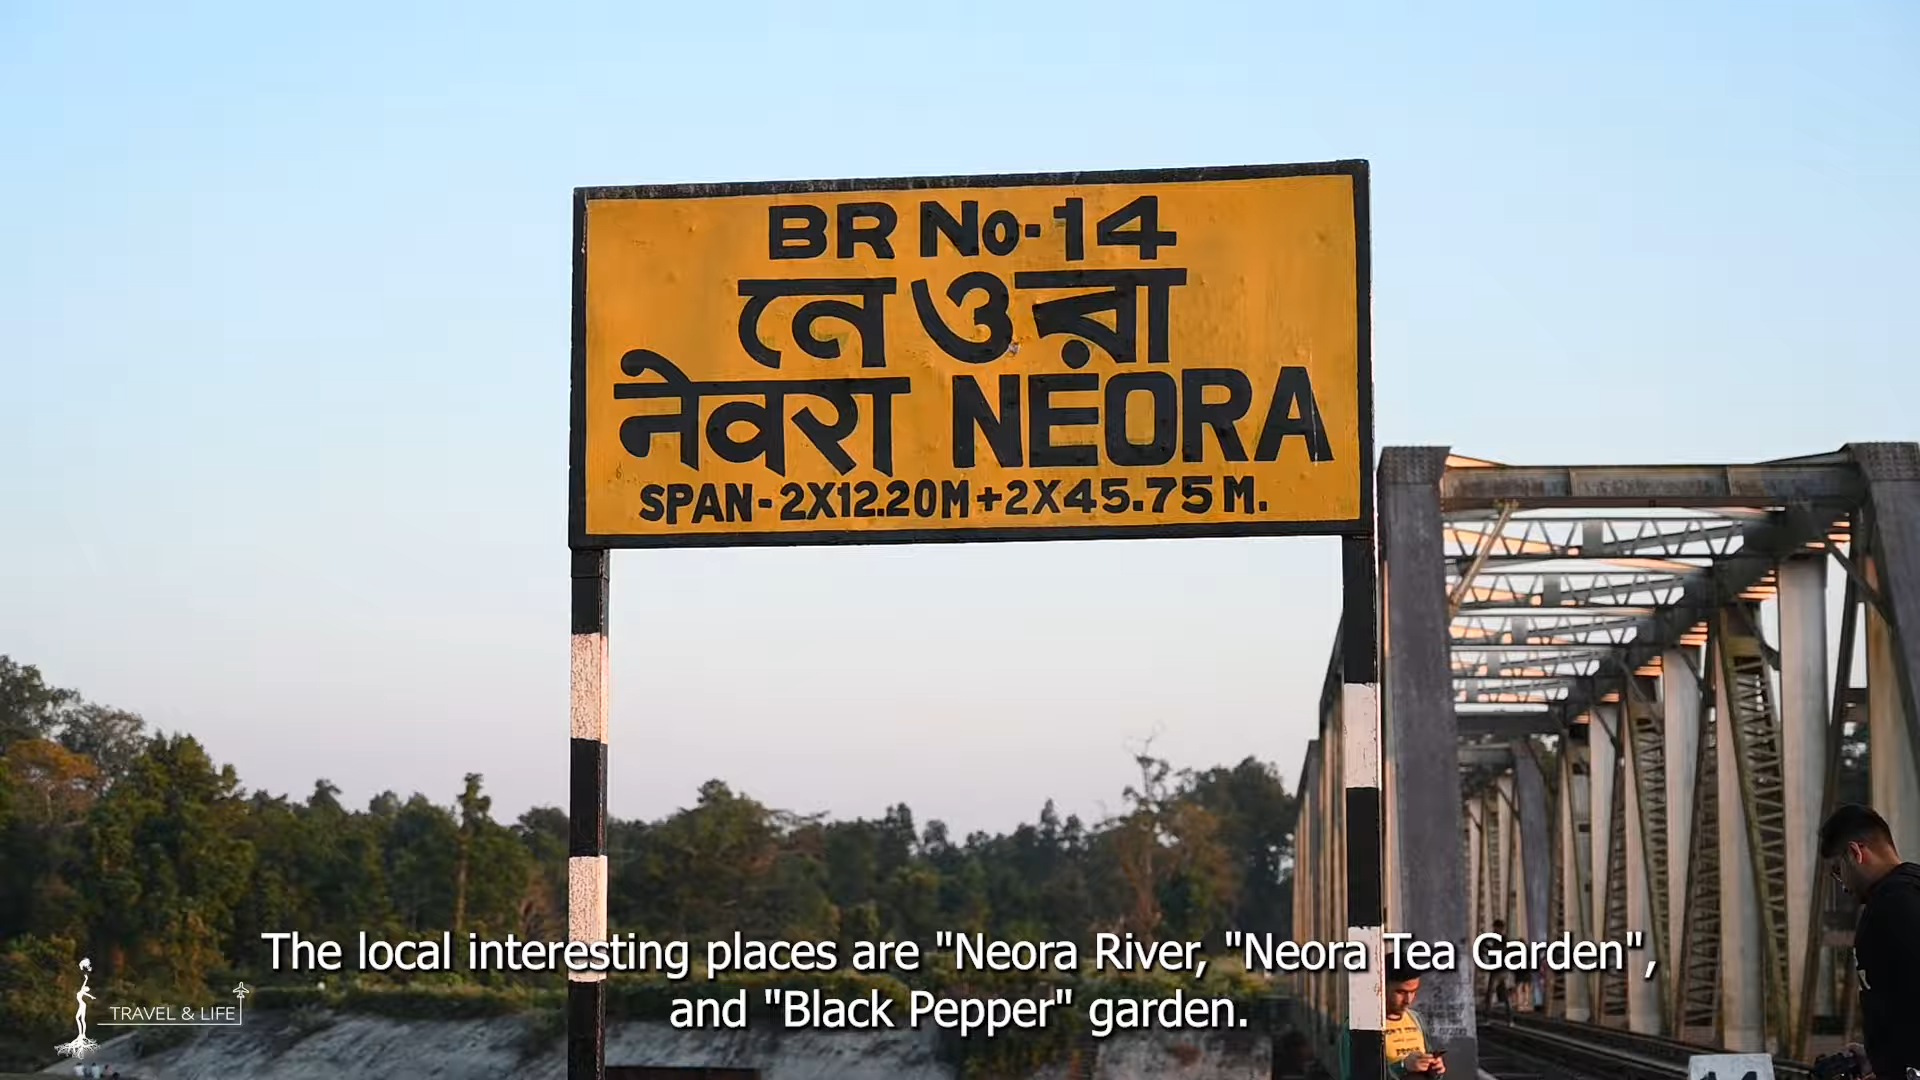 BR No-14
নেওরা
नेवरा NEORA
SPAN-2X12.20M+2X45.75M.
The local interesting places are "Neora River, "Neora Tea Garden",
and "Black Pepper" garden.
TRAVEL & LIFE